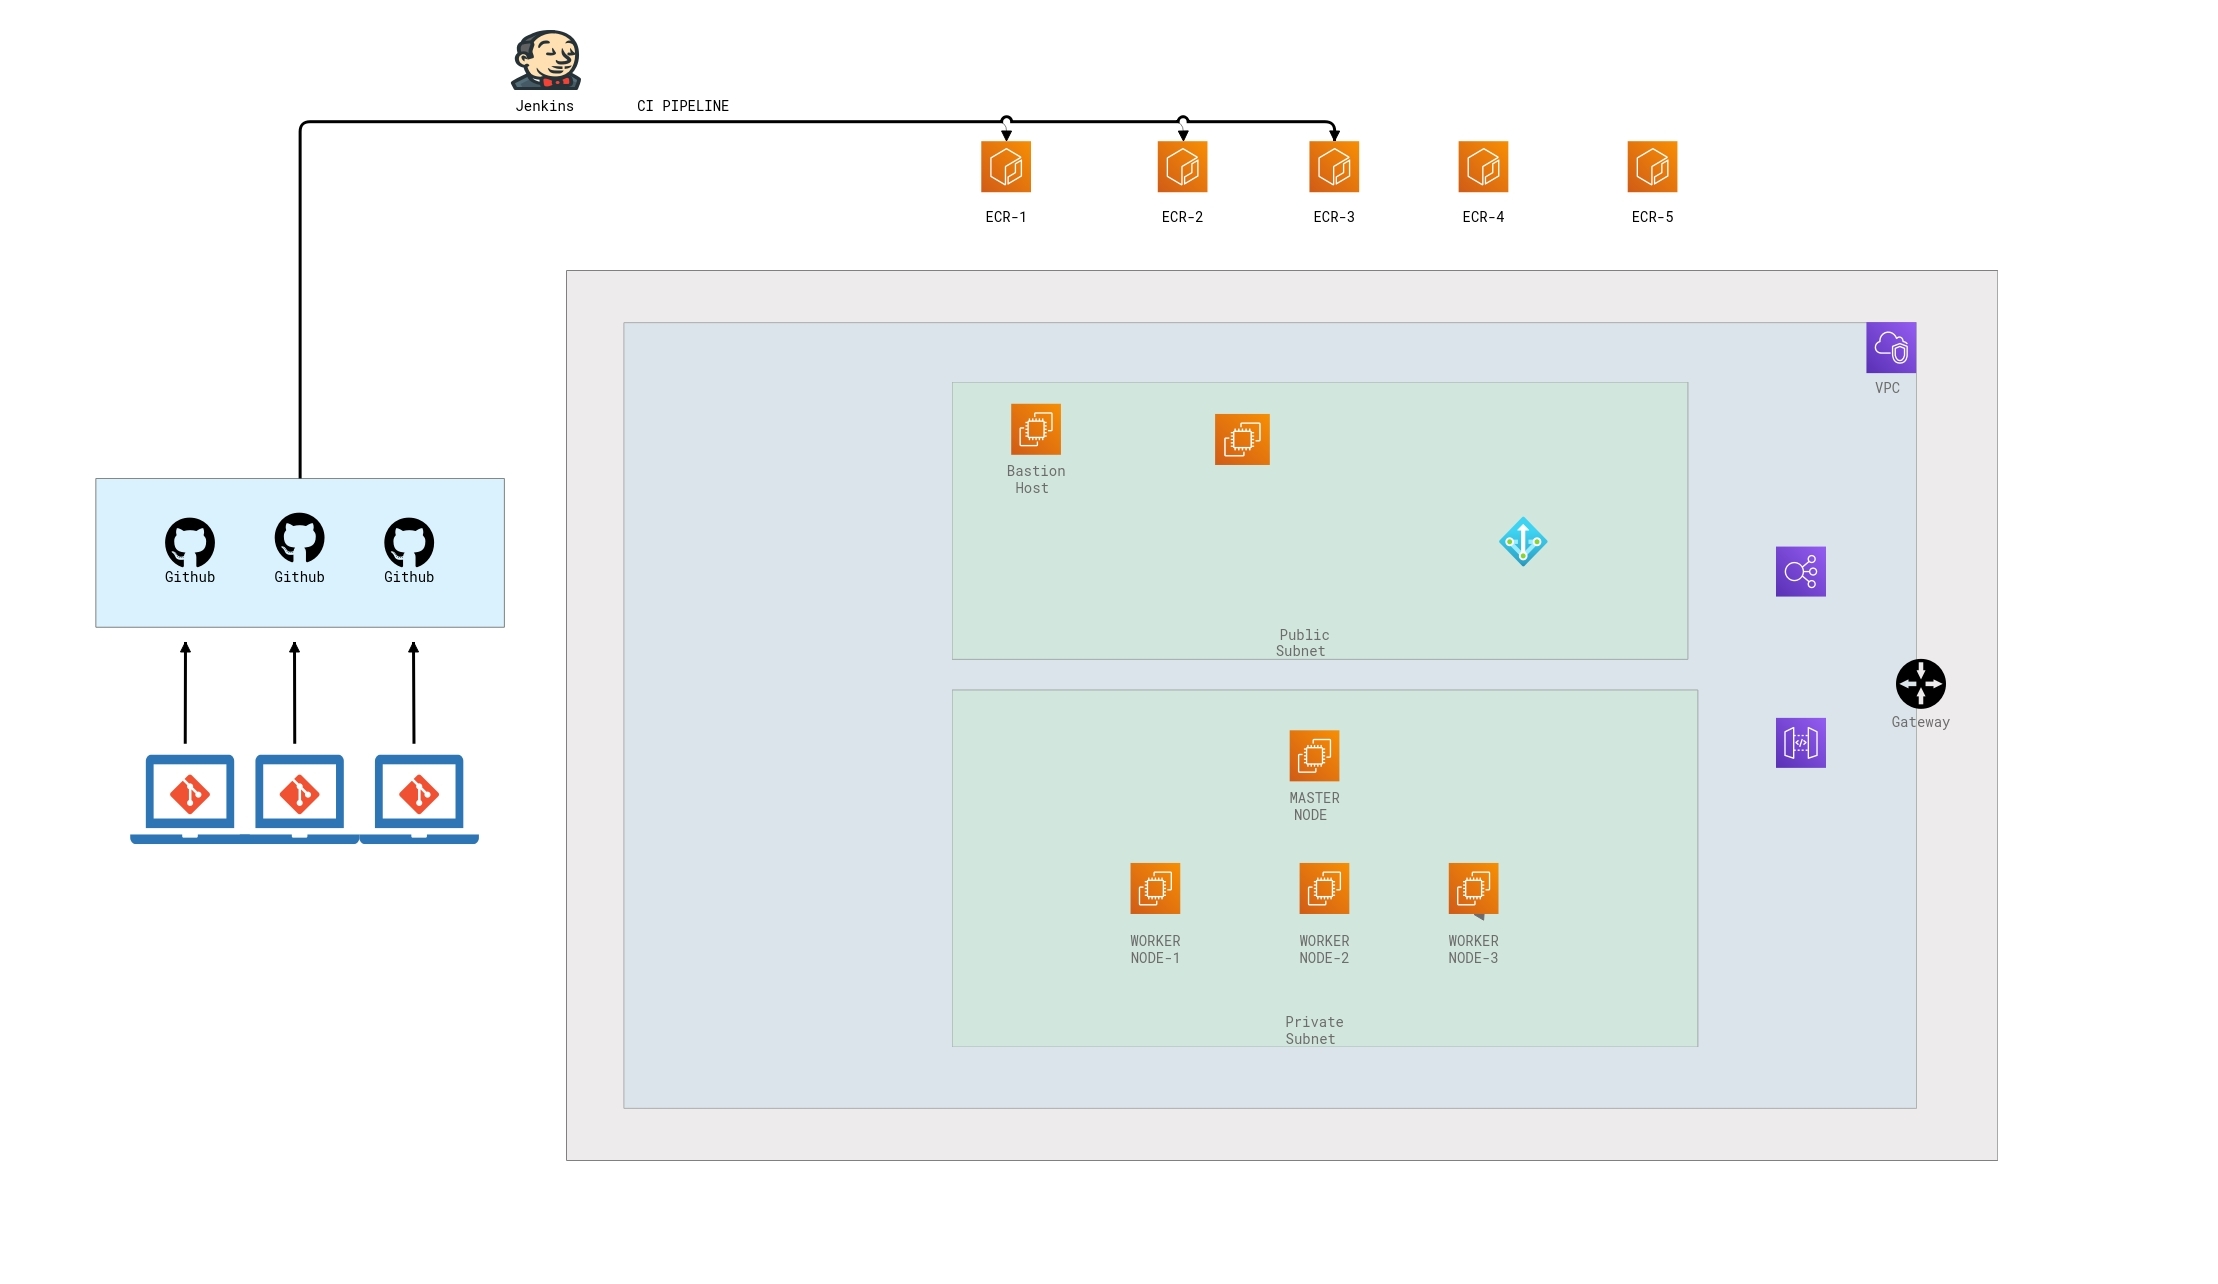 Jenkins
CI PIPELINE
ECR-1
ECR-2
ECR-3
ECR-4
ECR-5
VPC
Bastion
Host
Github
Github
Github
Public
Subnet
Gateway
MASTER
NODE
WORKER
NODE-1
WORKER
NODE-2
WORKER
NODE-3
Private
Subnet